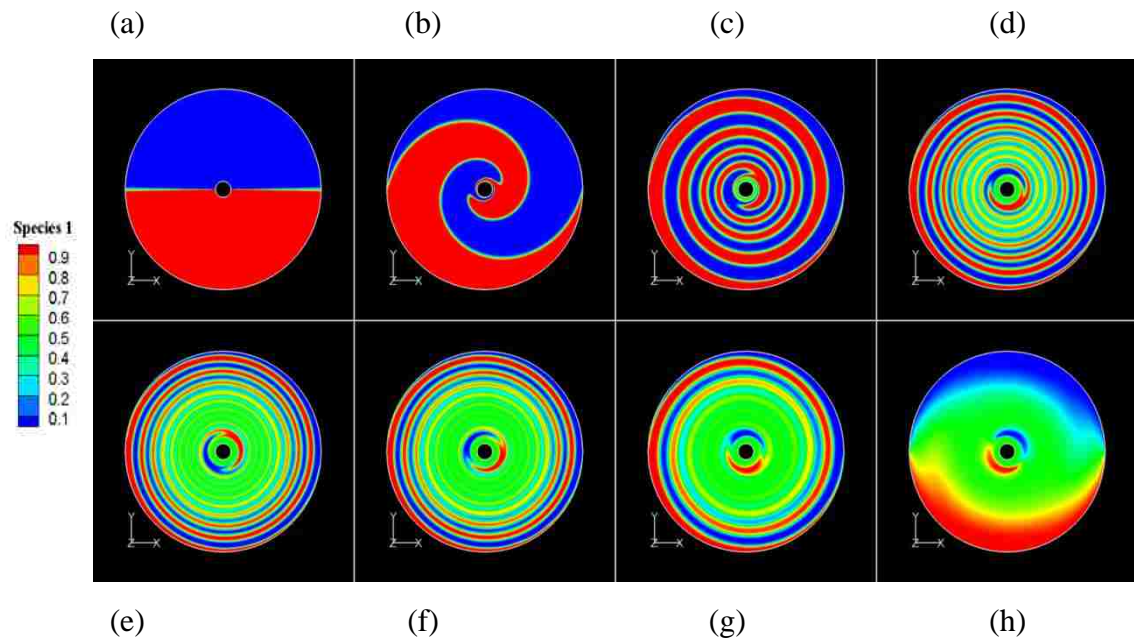 (a) (b) (c) (d)
Species 1
0.9
0.8
0.7
0.6
0.5
0.4
0.3
0.2
0.1
Y
Z X
Y
Z X
Y
Z X
Y
Z X
Y
Z X
Y
Z X
Y
Z X
Y
Z X
(e) (f) (g) (h)